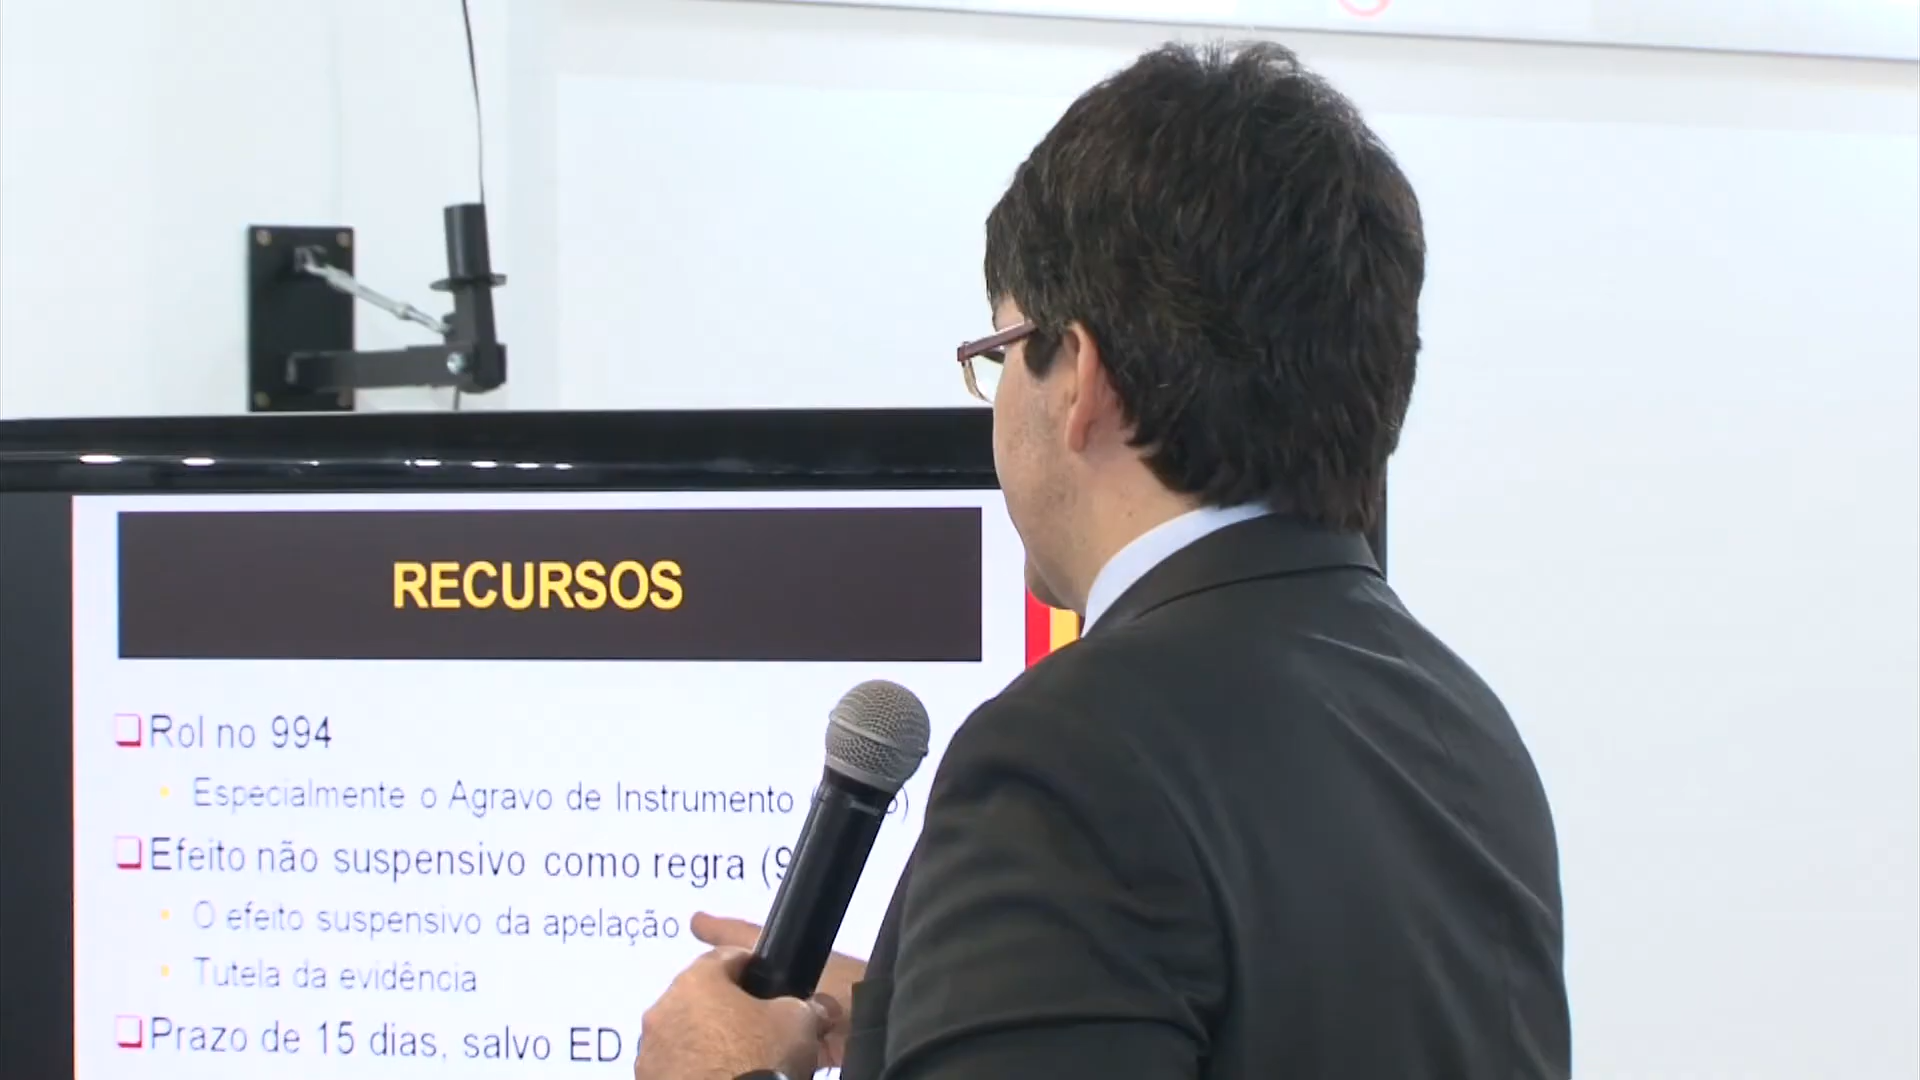 RECURSOS
Rol no 994
Especialmente o Agravo de Instrumento
Efeito não suspensivo como regra
O efeito suspensivo da apelação
Tutela da evidência
Prazo de 15 dias, salvo ED